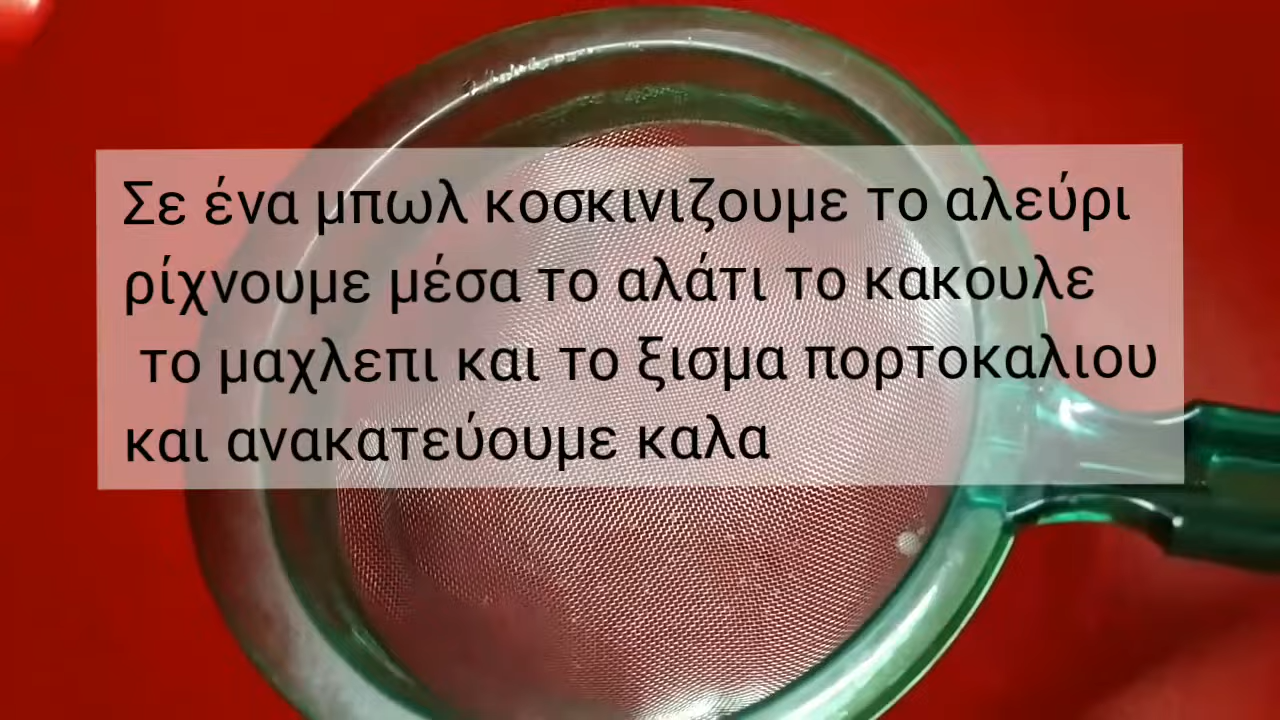 Σε ένα μπωλ κοσκινιζουμε το αλεύρι
ρίχνουμε μέσα το αλάτι το κακουλε
το μαχλεπι και το ξισμα πορτοκαλιου
και ανακατεύουμε καλα